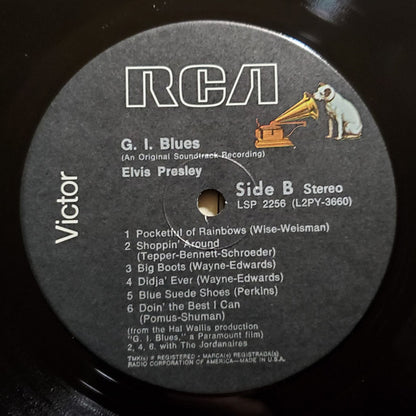 RCA
Victor
G. I. Blues
(An Original Soundtrack Recording)
Elvis Presley
Side B Stereo
LSP 2256 (L2PY-3660)
1 Pocketful of Rainbows (Wise-Weisman)
2 Shoppin' Around
(Tepper-Bennett-Schroeder)
3 Big Boots (Wayne-Edwards)
4 Didja' Ever (Wayne-Edwards)
5 Blue Suede Shoes (Perkins)
6 Doin' the Best I Can
(Pomus-Shuman)
(from the Hal Wallis production
"G. I. Blues," a Paramount film)
2, 4, 6, with The Jordanaires
TMK(s) ® REGISTERED • MARCA(s) REGISTRADA(s)
RADIO CORPORATION OF AMERICA—MADE IN U.S.A.